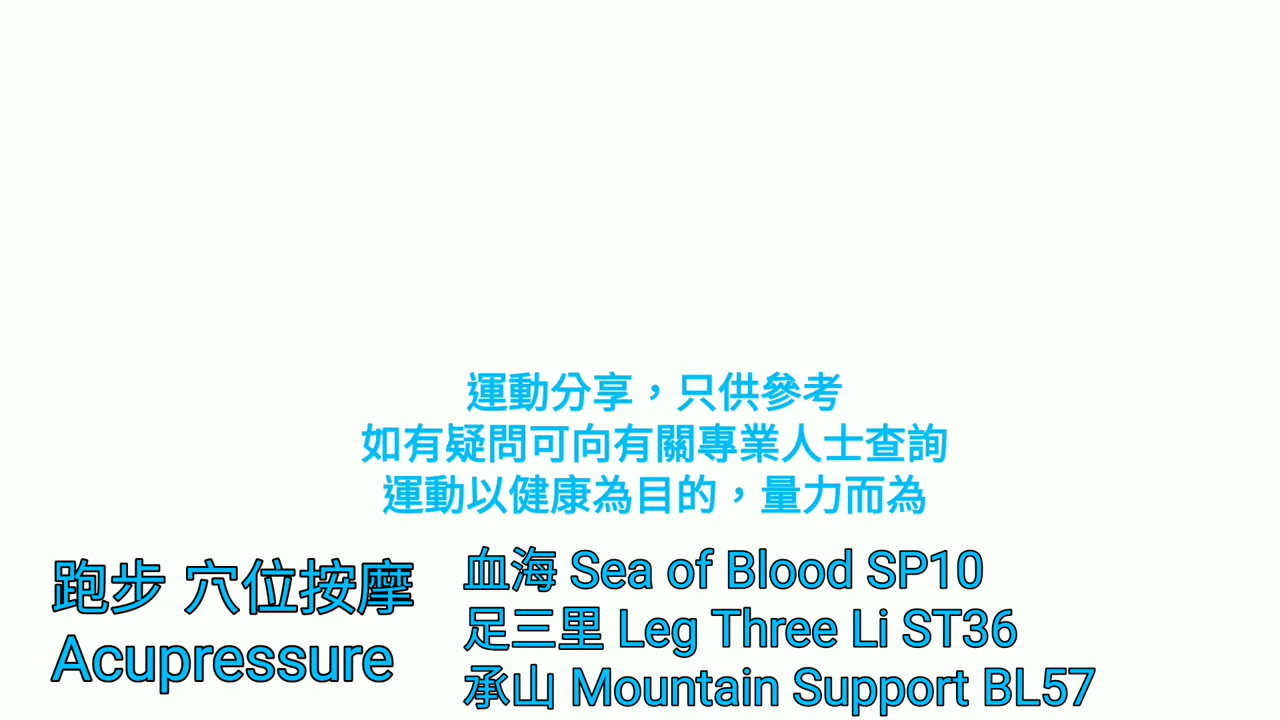 運動分享，只供參考
如有疑問可向有關專業人士查詢
運動以健康為目的，量力而為
跑步 穴位按摩
Acupressure
血海 Sea of Blood SP10
足三里 Leg Three Li ST36
承山 Mountain Support BL57